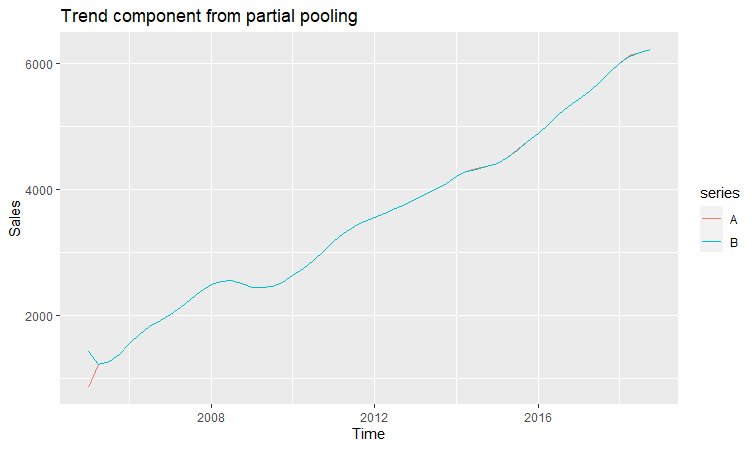 Trend component from partial pooling
6000
4000
2000
Sales
2008
2012
2016
Time
series
A
B